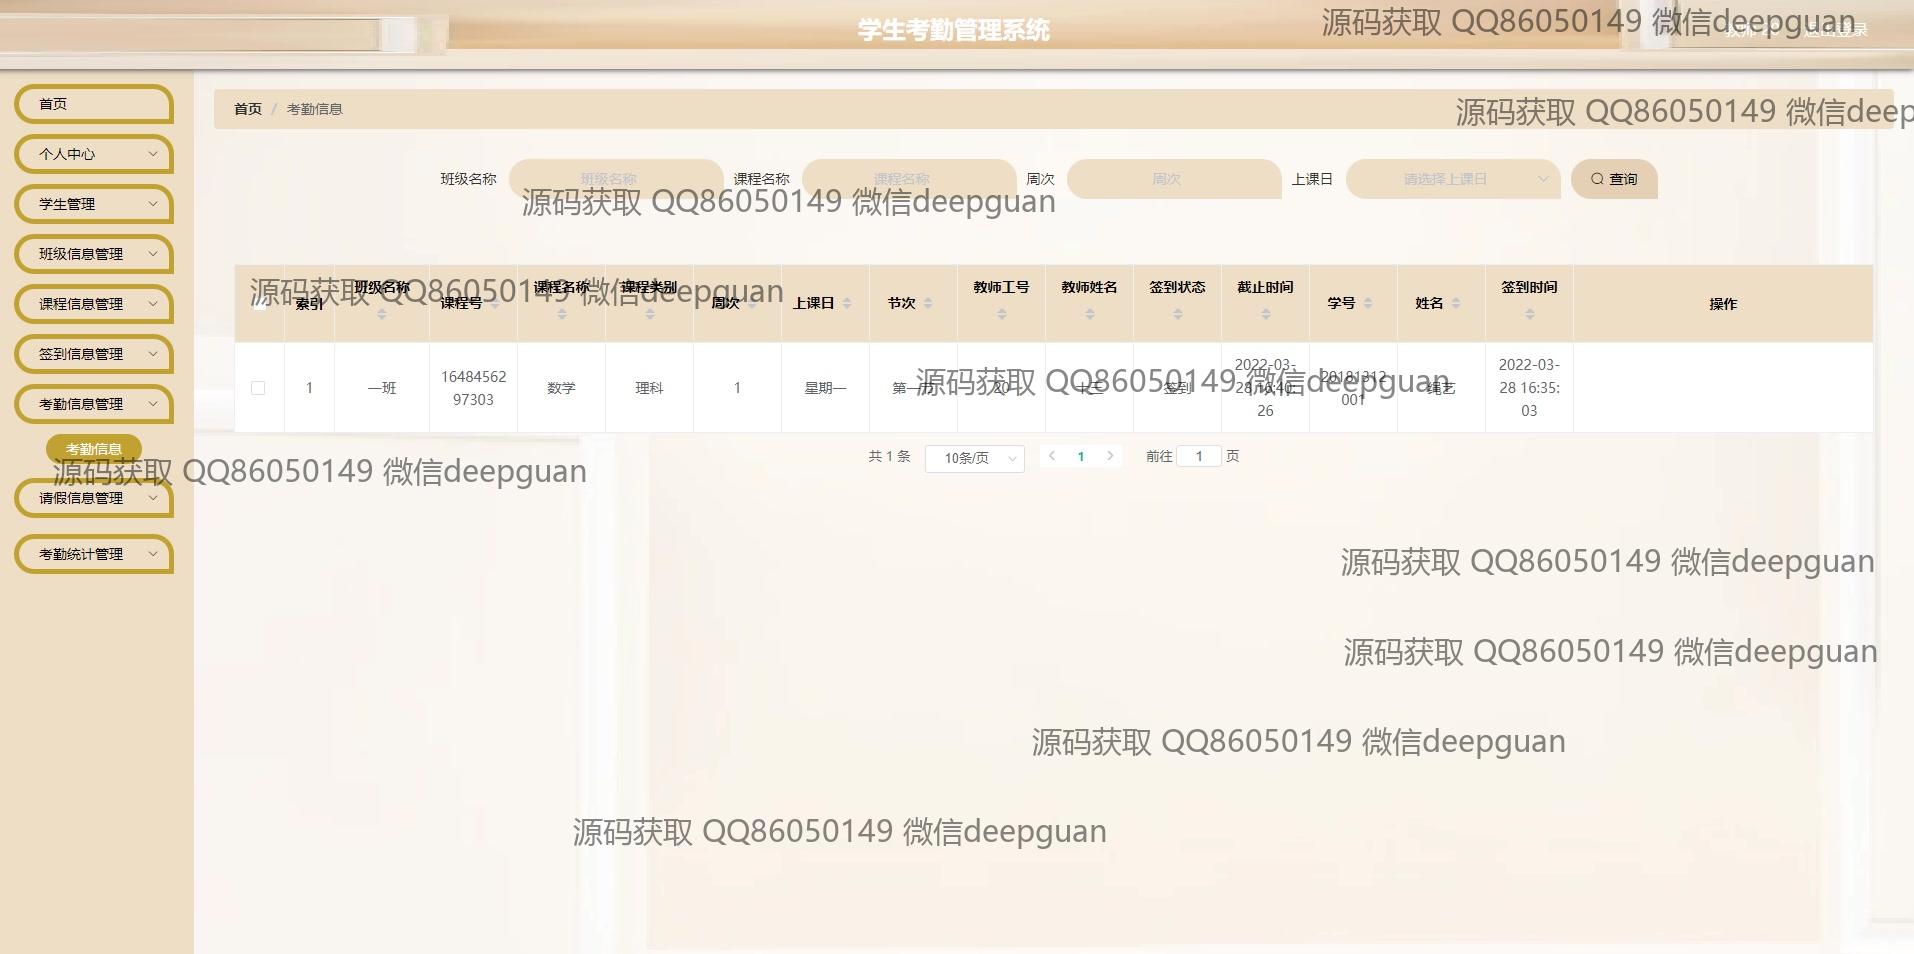 学生考勤管理系统
源码获取 QQ86050149 微信deepguan
退出登录
首页
个人中心
学生管理
班级信息管理
课程信息管理
签到信息管理
考勤信息管理
考勤信息
源码获取 QQ86050149 微信deepguan
请假信息管理
考勤统计管理
首页 / 考勤信息
源码获取 QQ86050149 微信deep
班级名称 班级名称 课程名称 课程名称 周次 周次 上课日 请选择上课日 查询
源码获取 QQ86050149 微信deepguan
源码获取 QQ86050149 微信deepguan
索引 班级名称 课程号 课程名称 课程类别 周次 上课日 节次 教师工号 教师姓名 签到状态 截止时间 学号 姓名 签到时间 操作
1 一班 16484562 数学 理科 1 星期一 第一节 20 签到 2022-03- 20181312 2022-03-
97303 28 16:40: 001 28 16:35:
26 03
源码获取 QQ86050149 微信deepguan
共 1 条 10条/页 1 前往 1 页
源码获取 QQ86050149 微信deepguan
源码获取 QQ86050149 微信deepguan
源码获取 QQ86050149 微信deepguan
源码获取 QQ86050149 微信deepguan